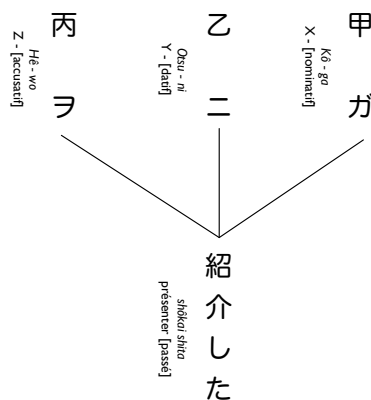 甲ガ
Kô - ga
X - [nominatif]
乙ニ
Otsu - ni
Y - [datif]
丙ヲ
Hê - wo
Z - [accusatif]
紹介した
shôkai shita
présenter [passé]